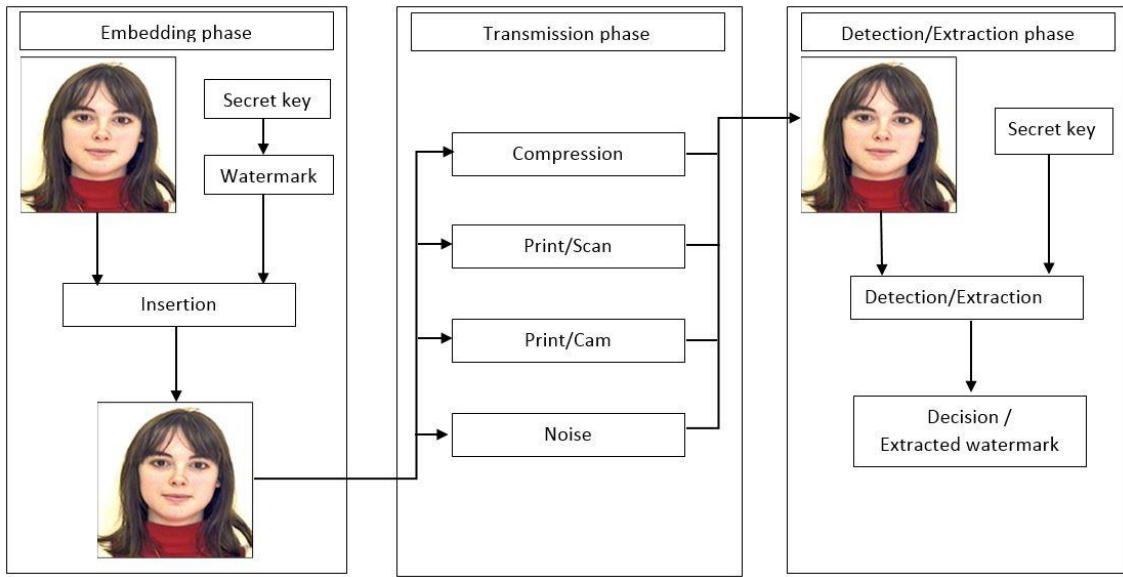 Embedding phase
Secret key
Watermark
Insertion
Transmission phase
Compression
Print/Scan
Print/Cam
Noise
Detection/Extraction phase
Secret key
Detection/Extraction
Decision /
Extracted watermark